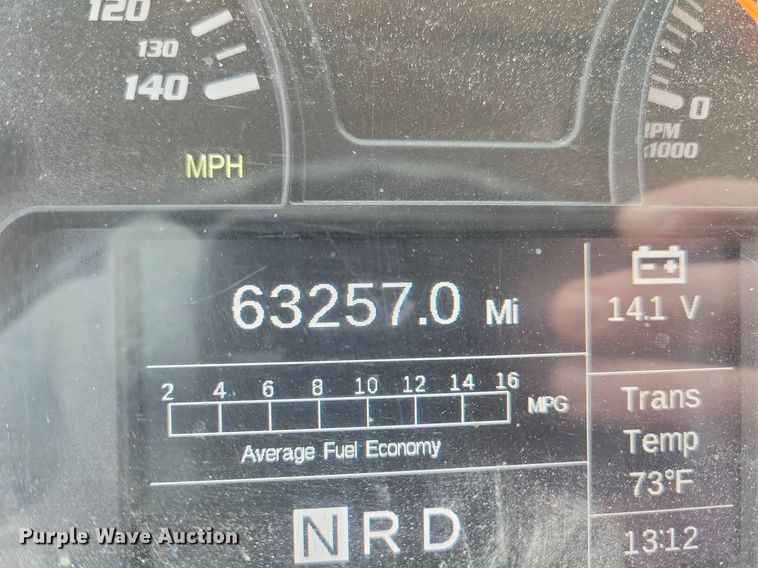 120
130
140
MPH
0
RPM
x1000
63257.0 Mi
14.1 V
2 4 6 8 10 12 14 16
MPG
Average Fuel Economy
Trans
Temp
73°F
N R D
13:12
Purple Wave Auction